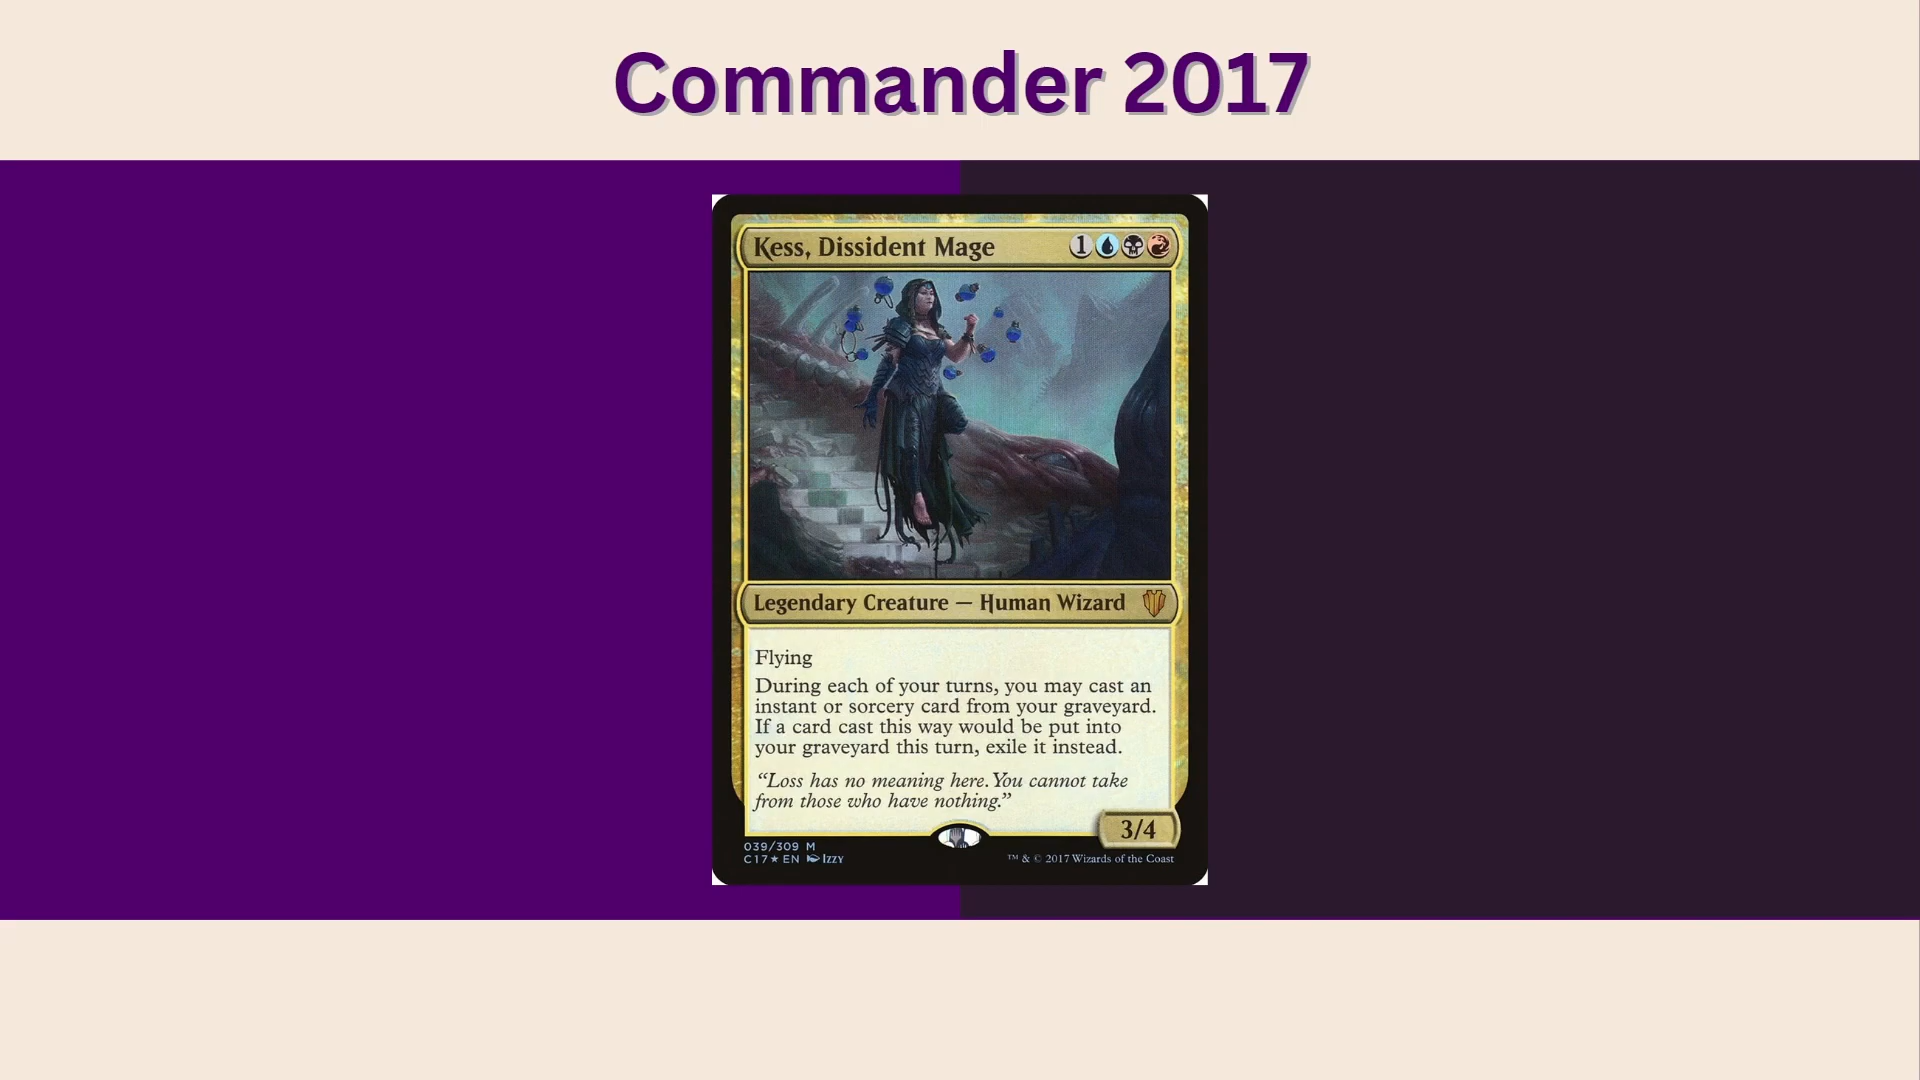 Commander 2017
Kess, Dissident Mage 1
Legendary Creature — Human Wizard
Flying
During each of your turns, you may cast an
instant or sorcery card from your graveyard.
If a card cast this way would be put into
your graveyard this turn, exile it instead.
“Loss has no meaning here. You cannot take
from those who have nothing.”
3/4
039/309 M
C17★EN Izzy
™ & © 2017 Wizards of the Coast